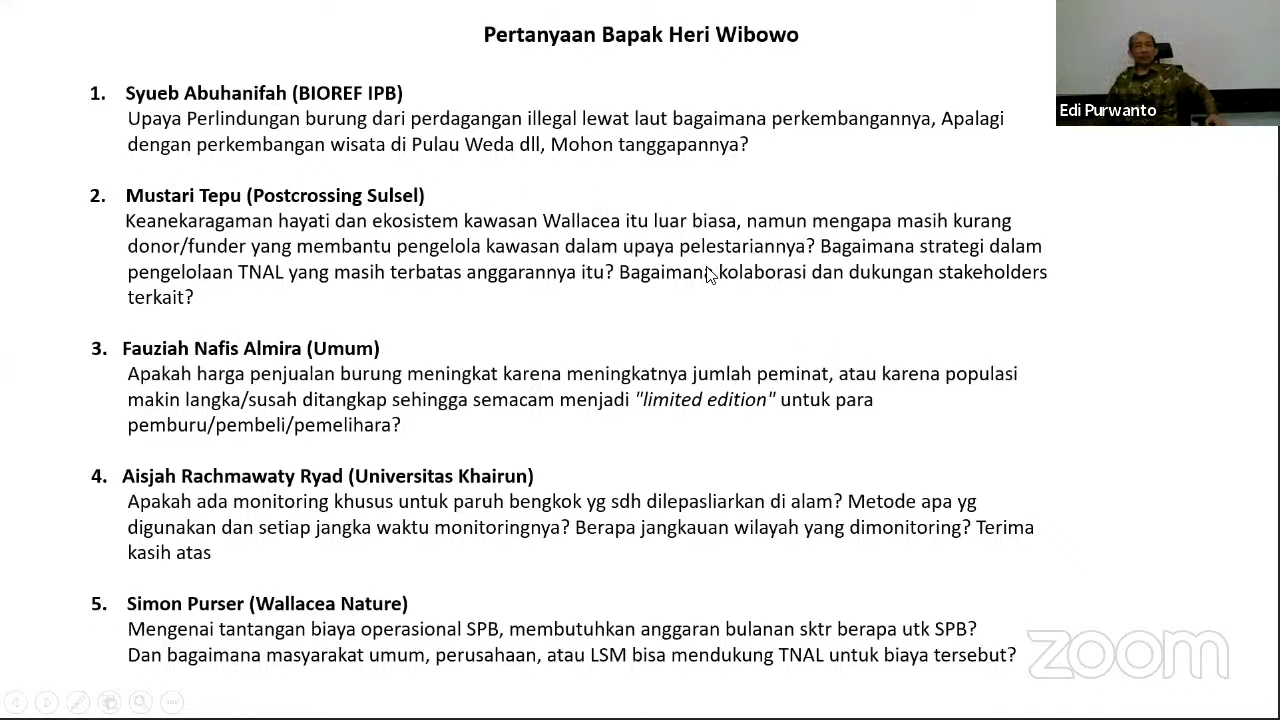 Pertanyaan Bapak Heri Wibowo
Edi Purwanto
1. Syueb Abuhanifah (BIOREF IPB)
Upaya Perlindungan burung dari perdagangan illegal lewat laut bagaimana perkembangannya, Apalagi
dengan perkembangan wisata di Pulau Weda dll, Mohon tanggapannya?
2. Mustari Tepu (Postcrossing Sulsel)
Keanekaragaman hayati dan ekosistem kawasan Wallacea itu luar biasa, namun mengapa masih kurang
donor/funder yang membantu pengelola kawasan dalam upaya pelestariannya? Bagaimana strategi dalam
pengelolaan TNAL yang masih terbatas anggarannya itu? Bagaimana kolaborasi dan dukungan stakeholders
terkait?
3. Fauziah Nafis Almira (Umum)
Apakah harga penjualan burung meningkat karena meningkatnya jumlah peminat, atau karena populasi
makin langka/susah ditangkap sehingga semacam menjadi "limited edition" untuk para
pemburu/pembeli/pemelihara?
4. Aisjah Rachmawaty Ryad (Universitas Khairun)
Apakah ada monitoring khusus untuk paruh bengkok yg sdh dilepasliarkan di alam? Metode apa yg
digunakan dan setiap jangka waktu monitoringnya? Berapa jangkauan wilayah yang dimonitoring? Terima
kasih atas
5. Simon Purser (Wallacea Nature)
Mengenai tantangan biaya operasional SPB, membutuhkan anggaran bulanan sktr berapa utk SPB?
Dan bagaimana masyarakat umum, perusahaan, atau LSM bisa mendukung TNAL untuk biaya tersebut?
zoom